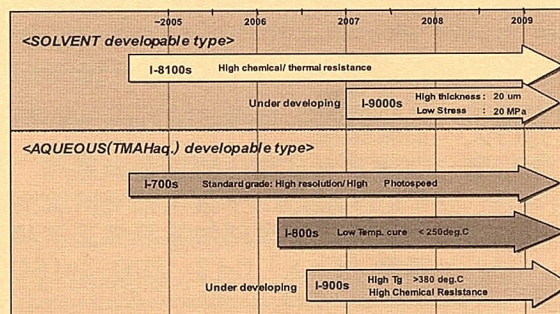 ~2005 2006 2007 2008 2009
<SOLVENT developable type>
I-8100s High chemical/ thermal resistance
Under developing I-9000s High thickness : 20 um
Low Stress : 20 MPa
<AQUEOUS(TMAHaq.) developable type>
I-700s Standard grade: High resolution/ High Photospeed
I-800s Low Temp. cure < 250deg.C
Under developing I-900s High Tg >380 deg.C
High Chemical Resistance